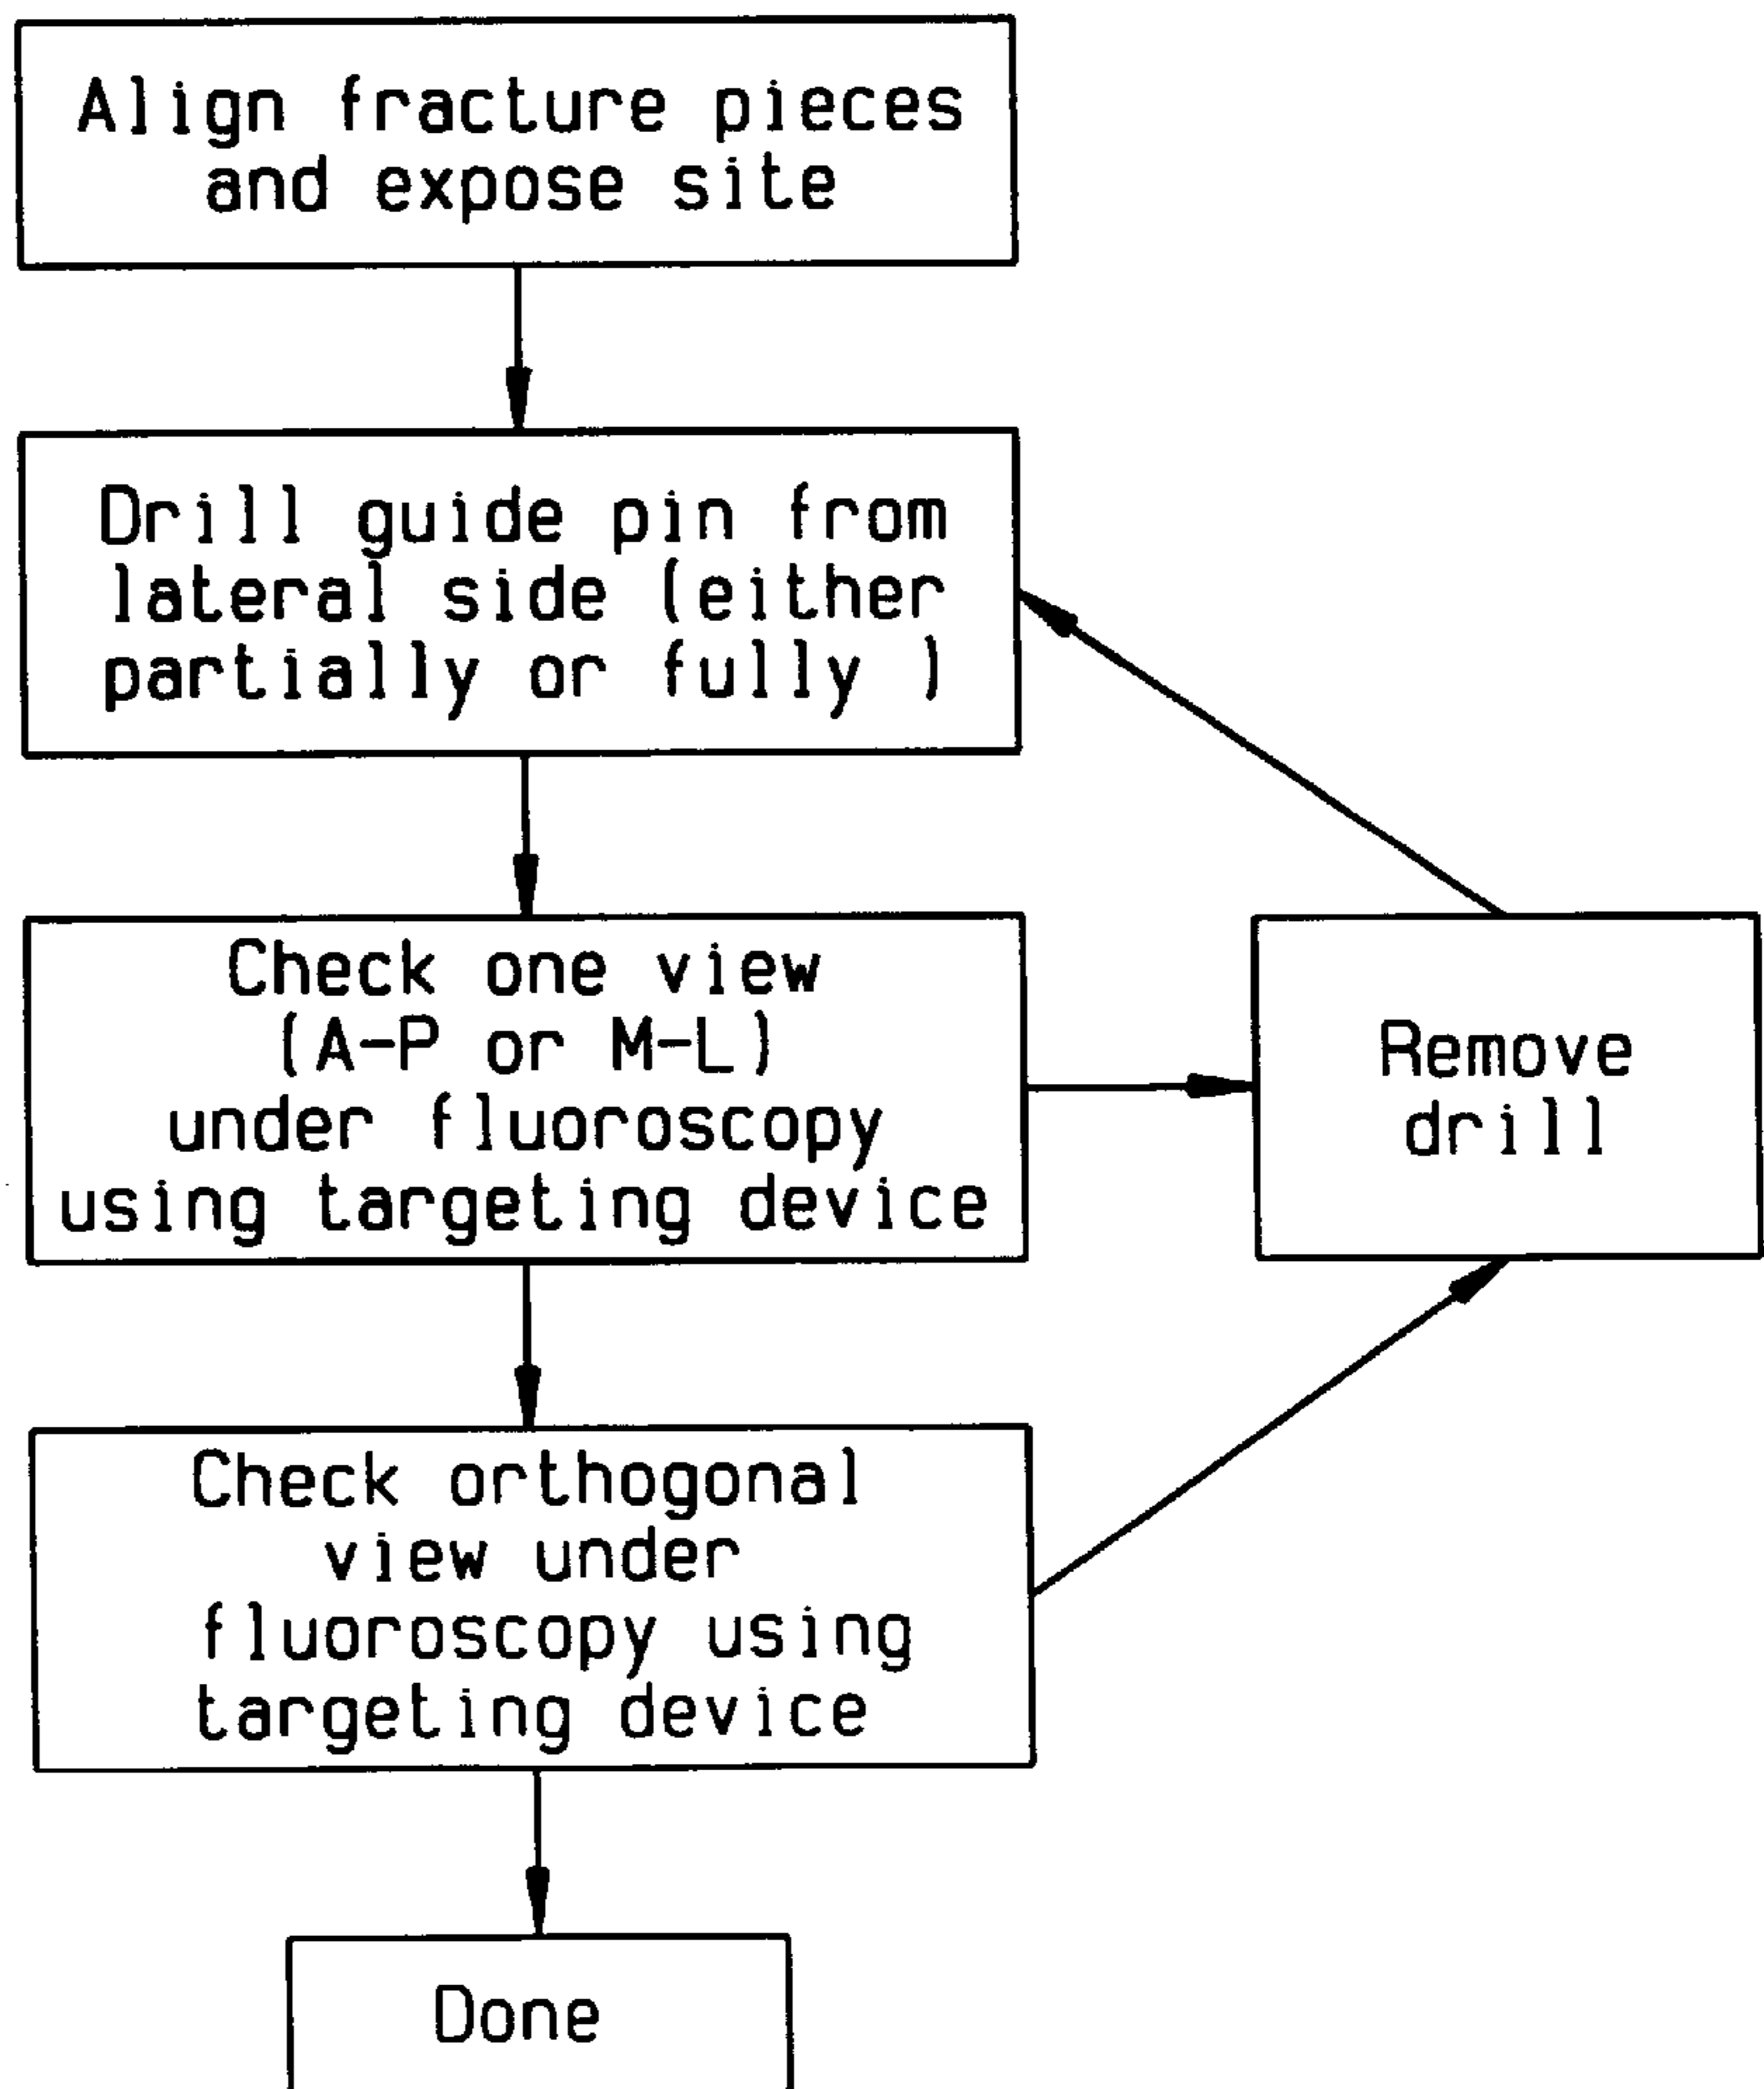 Align fracture pieces
and expose site
Drill guide pin from
lateral side (either
partially or fully )
Check one view
(A-P or M-L)
under fluoroscopy
using targeting device
Remove
drill
Check orthogonal
view under
fluoroscopy using
targeting device
Done